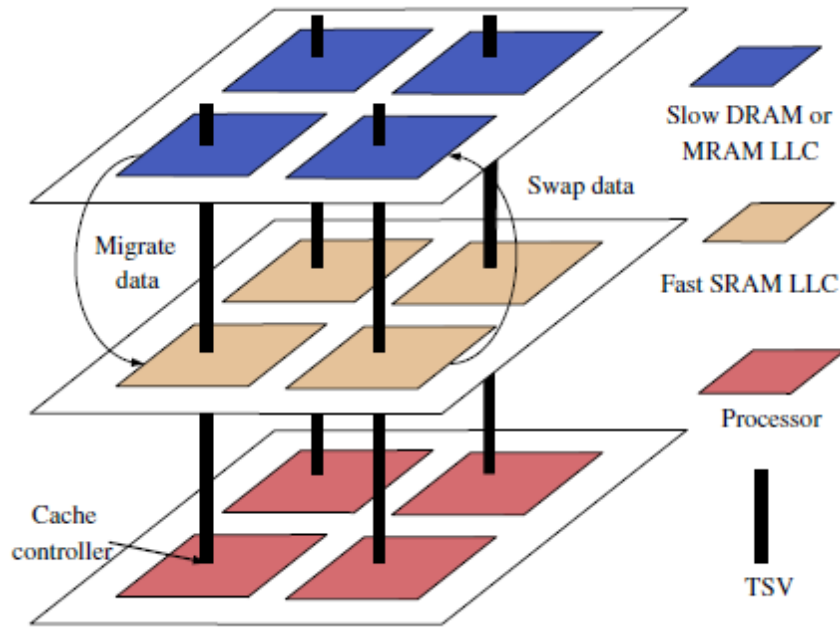 Slow DRAM or
MRAM LLC
Swap data
Migrate
data
Fast SRAM LLC
Processor
Cache
controller
TSV